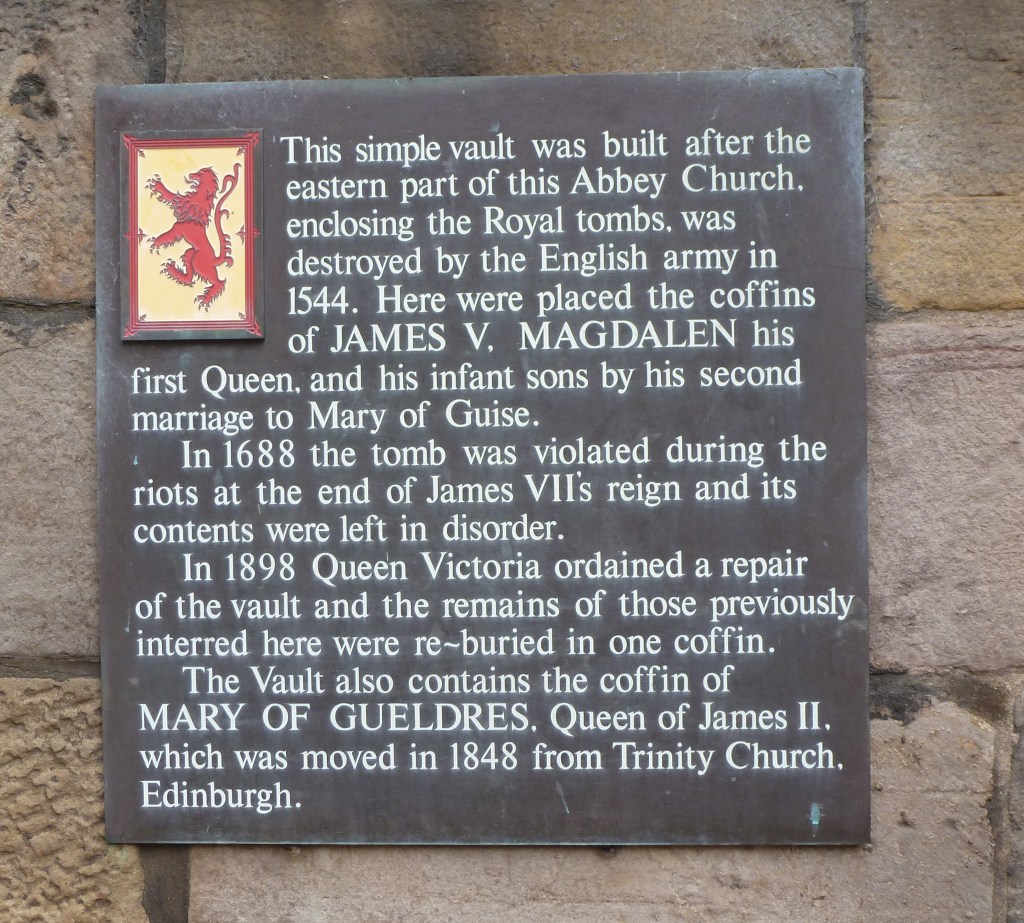 This simple vault was built after the
eastern part of this Abbey Church,
enclosing the Royal tombs, was
destroyed by the English army in
1544. Here were placed the coffins
of JAMES V, MAGDALEN his
first Queen, and his infant sons by his second
marriage to Mary of Guise.
In 1688 the tomb was violated during the
riots at the end of James VII's reign and its
contents were left in disorder.
In 1898 Queen Victoria ordained a repair
of the vault and the remains of those previously
interred here were re~buried in one coffin.
The Vault also contains the coffin of
MARY OF GUELDRES, Queen of James II,
which was moved in 1848 from Trinity Church,
Edinburgh.